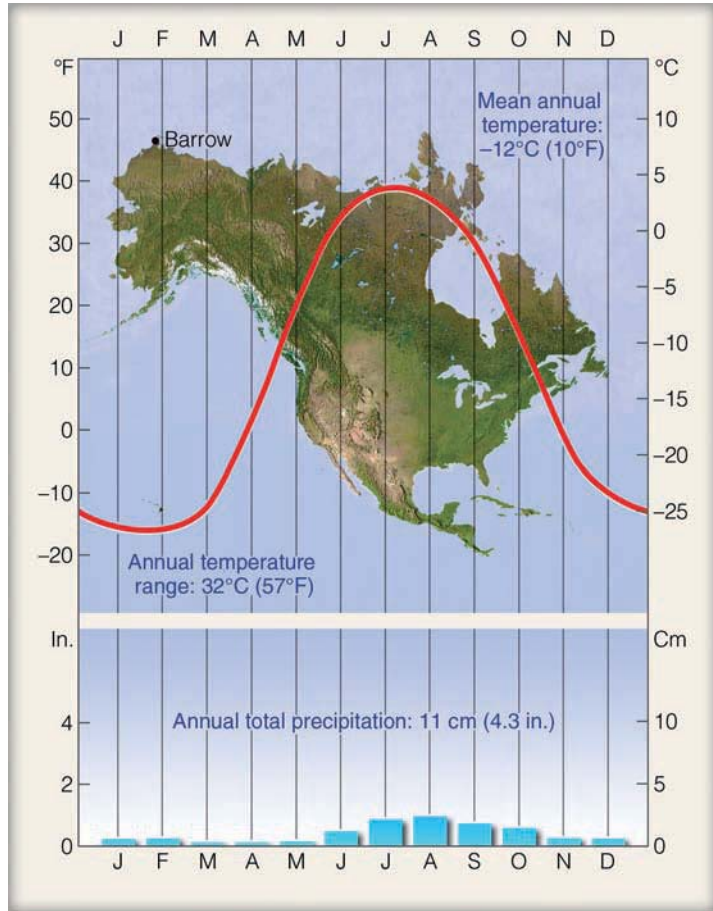 J F M A M J J A S O N D
°F °C
50 10
Mean annual
temperature:
–12°C (10°F)
Barrow
40 5
30 0
20 –5
10 –10
–15
0 –20
–10 –25
–20
Annual temperature
range: 32°C (57°F)
In. Cm
Annual total precipitation: 11 cm (4.3 in.)
4 10
2 5
0 0
J F M A M J J A S O N D